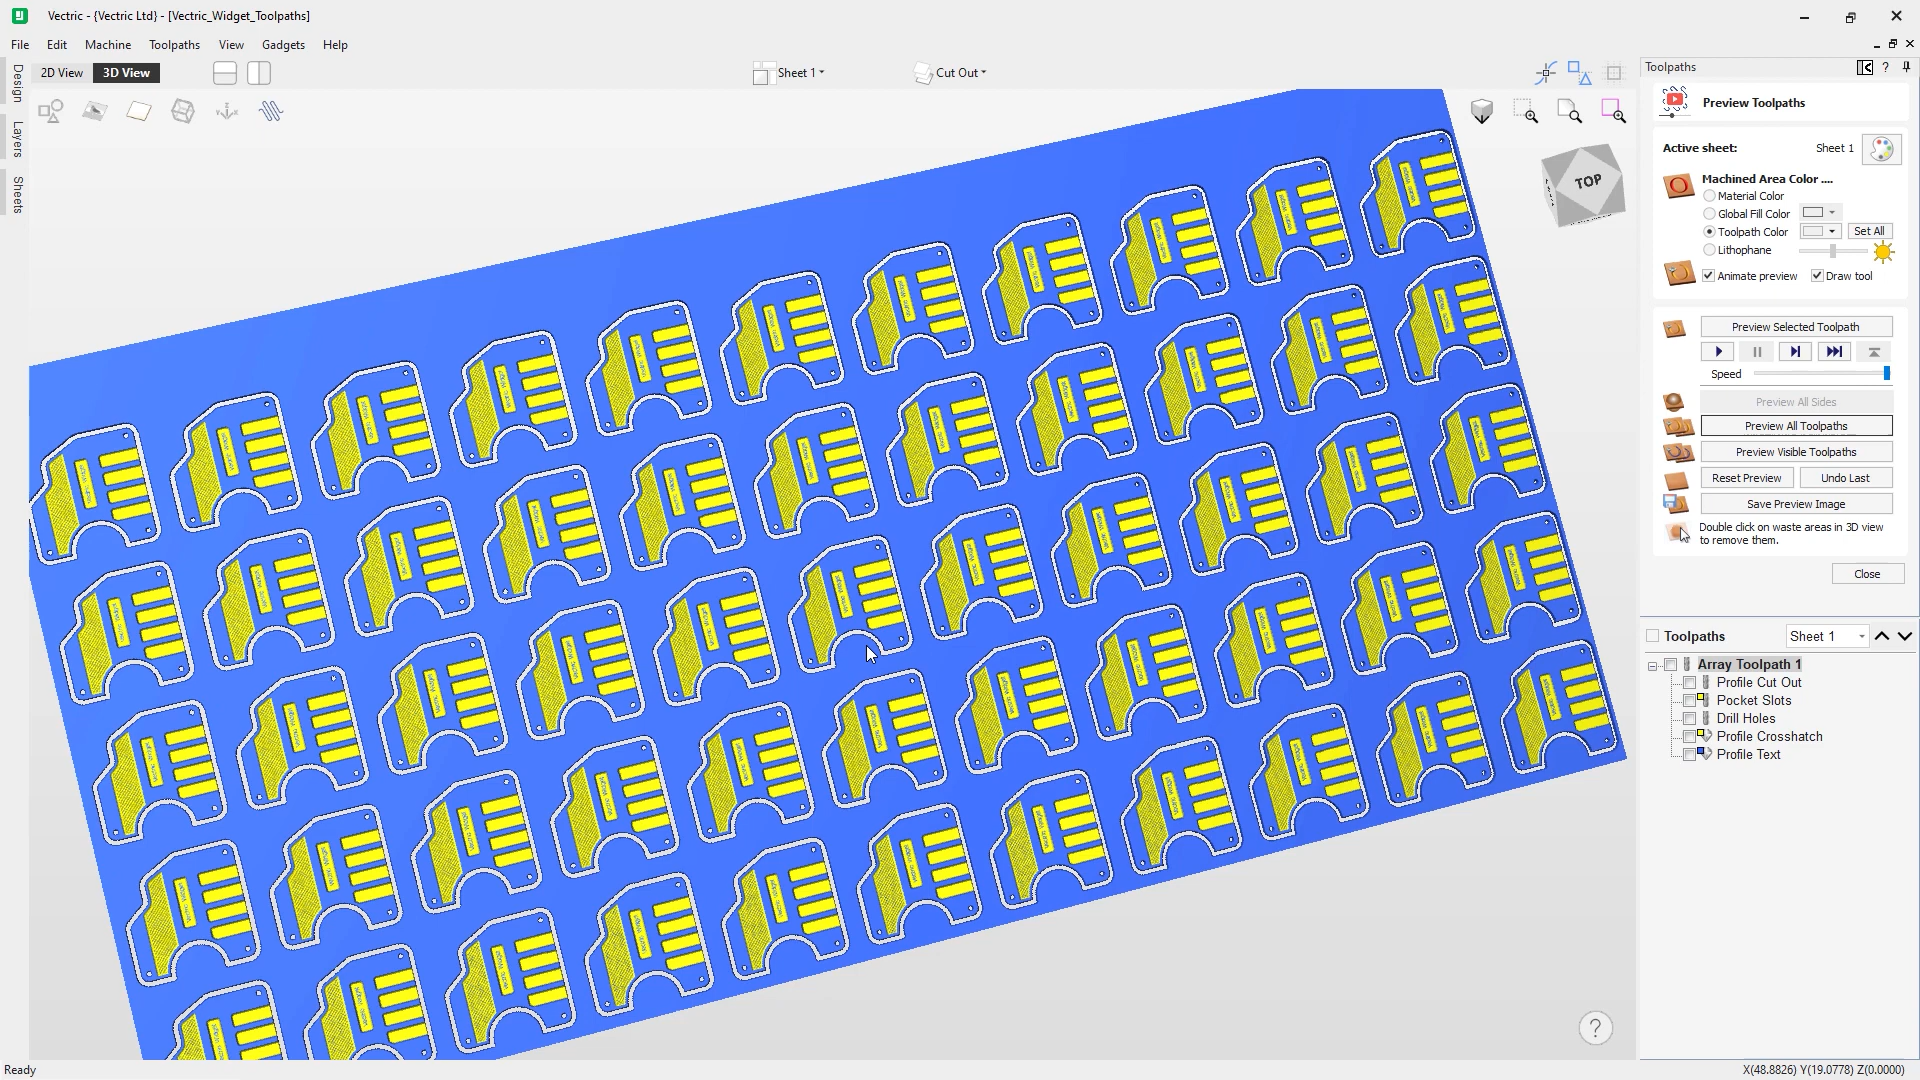 Vectric - {Vectric Ltd} - [Vectric_Widget_Toolpaths]
File Edit Machine Toolpaths View Gadgets Help
2D View 3D View Sheet 1 Cut Out
Design
Layers
Sheets
TOP
Toolpaths
Preview Toolpaths
Active sheet: Sheet 1
Machined Area Color ....
Material Color
Global Fill Color
Toolpath Color Set All
Lithophane
Animate preview Draw tool
Preview Selected Toolpath
Speed
Preview All Sides
Preview All Toolpaths
Preview Visible Toolpaths
Reset Preview Undo Last
Save Preview Image
Double click on waste areas in 3D view
to remove them.
Close
Toolpaths Sheet 1
Array Toolpath 1
Profile Cut Out
Pocket Slots
Drill Holes
Profile Crosshatch
Profile Text
?
Ready
X(48.8826) Y(19.0778) Z(0.0000)